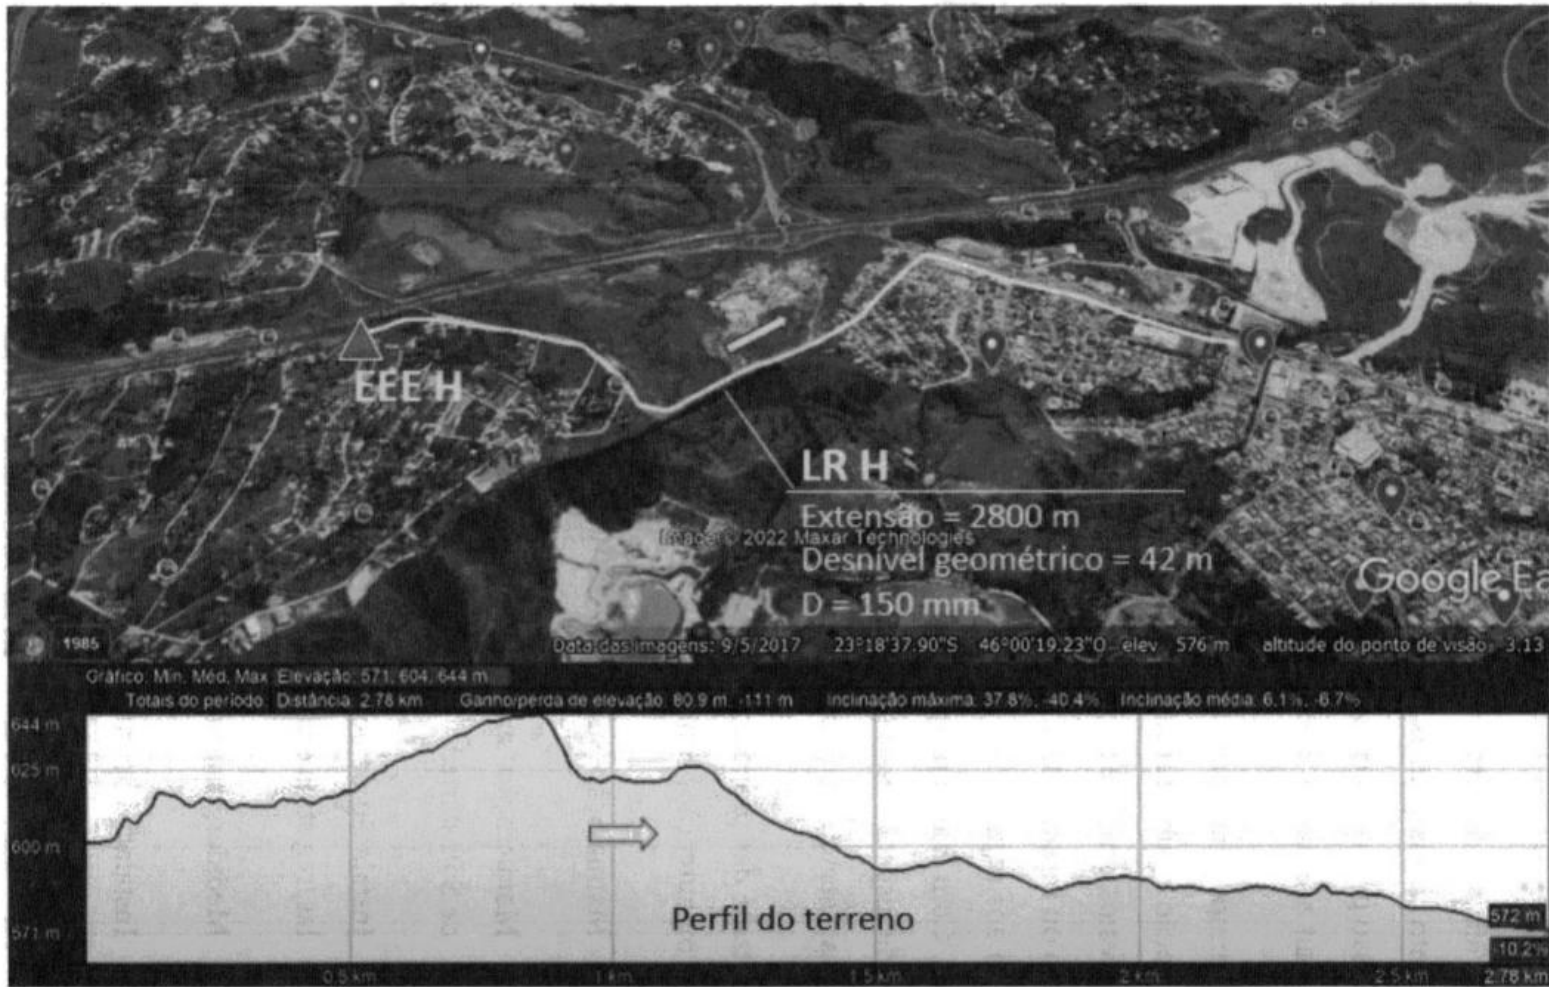 EEE H
LR H
Extensão = 2800 m
Image © 2022 Maxar Technologies
Desnível geométrico = 42 m
D = 150 mm
Google Ea
1985
Data das imagens: 9/5/2017 23°18'37.90"S 46°00'19.23"O elev 576 m altitude do ponto de visão 3.13
Gráfico: Min. Méd, Max Elevação: 571, 604, 644 m
Totais do período: Distância: 2.78 km Ganho/perda de elevação: 80.9 m, -111 m Inclinação máxima: 37.8%, -40.4% Inclinação média: 6.1%, -6.7%
644 m
625 m
600 m
Perfil do terreno
572 m
571 m
-10.2%
0.5 km 1 km 1.5 km 2 km 2.5 km 2.78 km